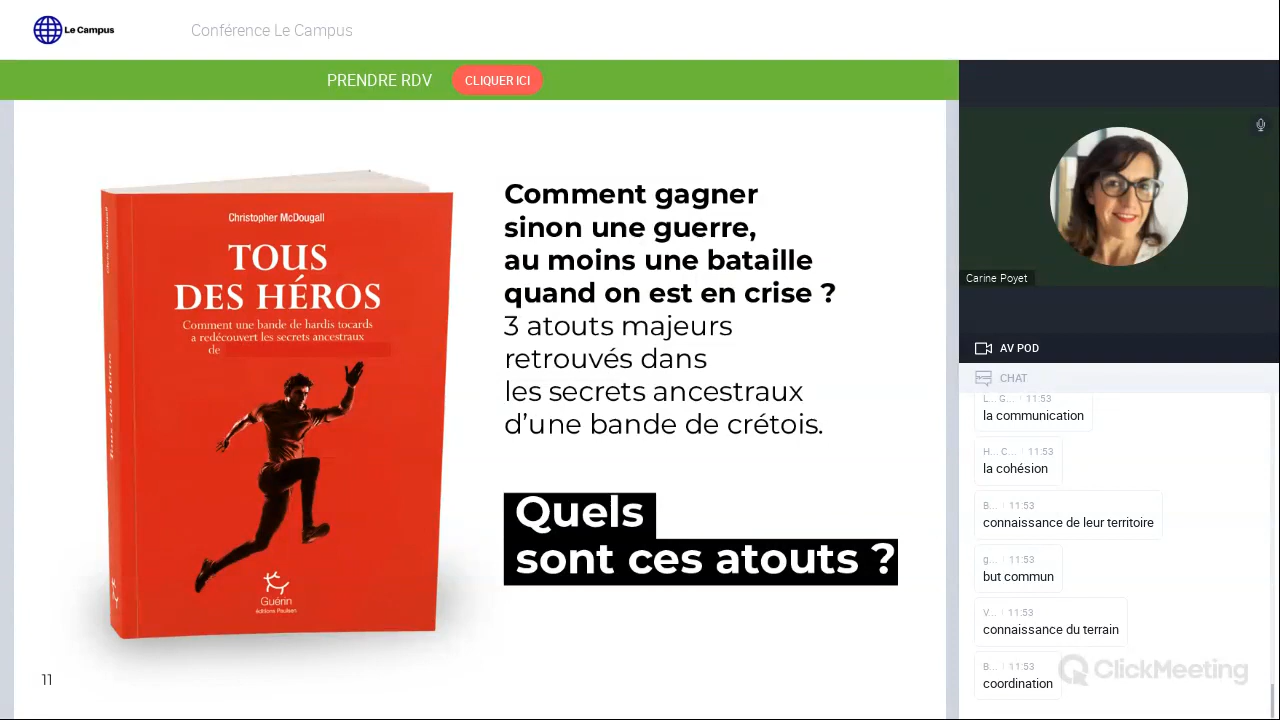 Le Campus
Conférence Le Campus
PRENDRE RDV
CLIQUER ICI
Christopher McDougall
TOUS
DES HÉROS
Comment une bande de hardis tocards
a redécouvert les secrets ancestraux
de
Guérin
éditions Paulsen
Comment gagner
sinon une guerre,
au moins une bataille
quand on est en crise ?
3 atouts majeurs
retrouvés dans
les secrets ancestraux
d'une bande de crétois.
Quels
sont ces atouts ?
11
Carine Poyet
AV POD
CHAT
L... G... 11:53
la communication
H... C... 11:53
la cohésion
B... 11:53
connaissance de leur territoire
g... 11:53
but commun
V... 11:53
connaissance du terrain
B... 11:53
coordination
ClickMeeting